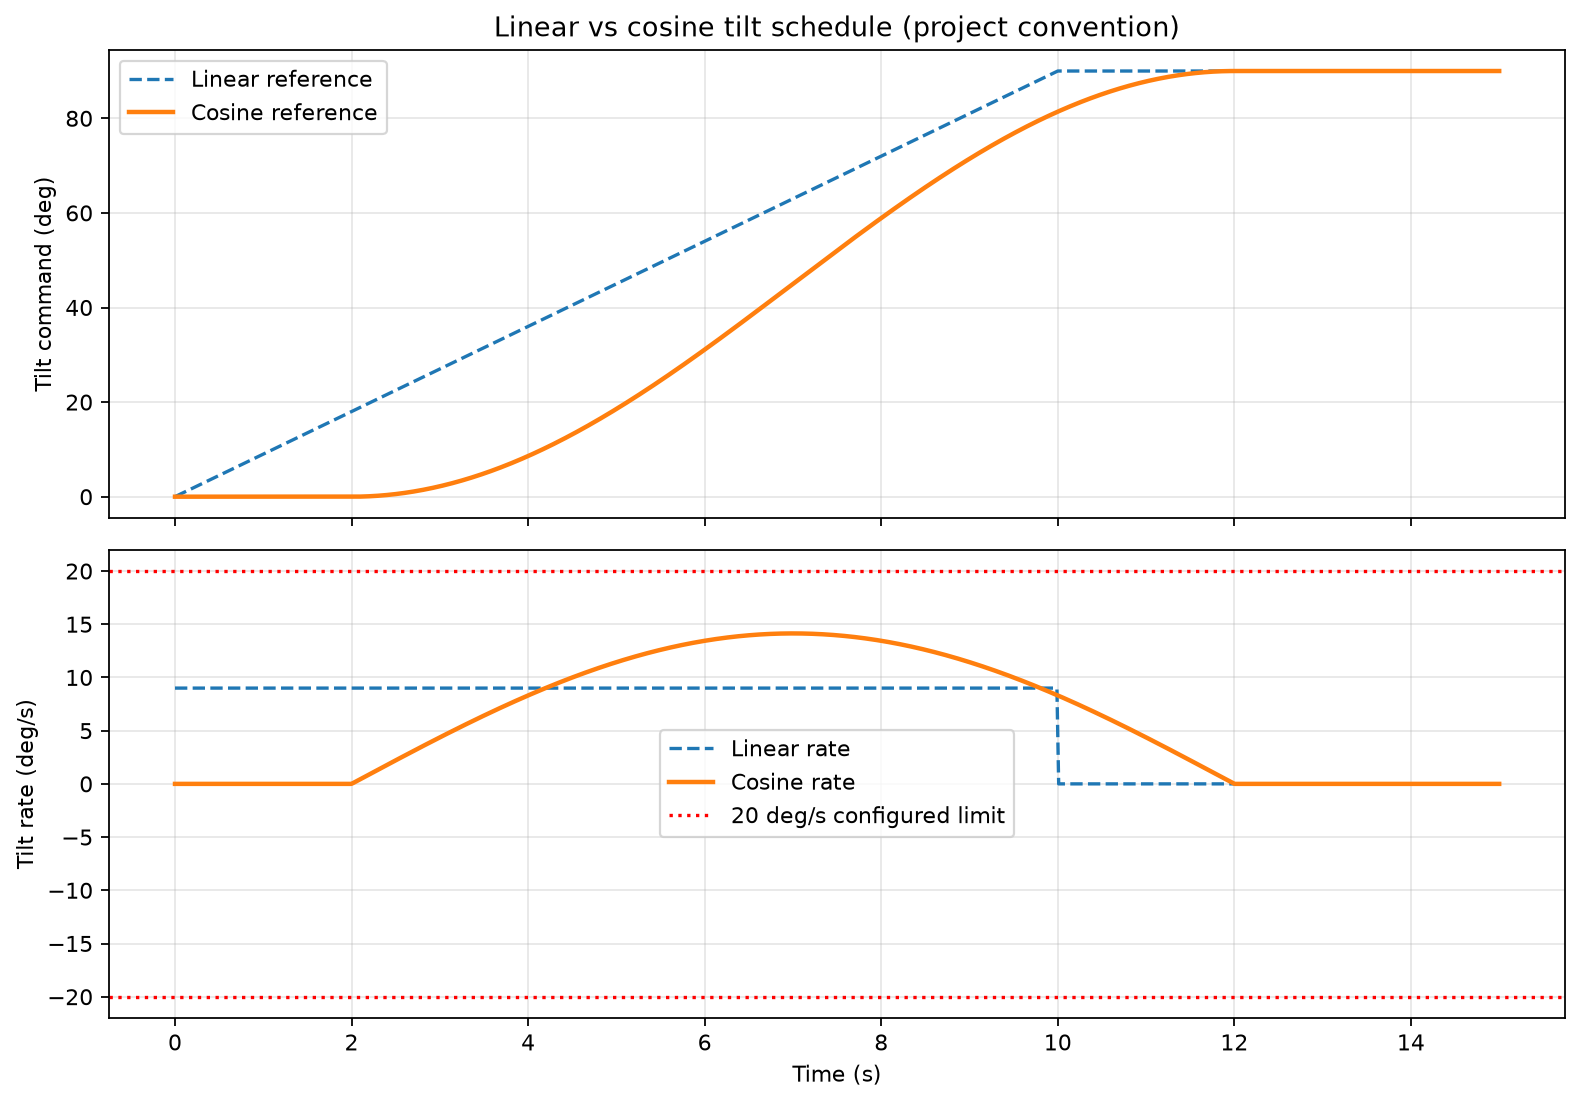 Linear vs cosine tilt schedule (project convention)
Linear reference
Cosine reference
Tilt command (deg)
80
60
40
20
0
Tilt rate (deg/s)
20
15
10
5
0
−5
−10
−15
−20
Linear rate
Cosine rate
20 deg/s configured limit
0 2 4 6 8 10 12 14
Time (s)